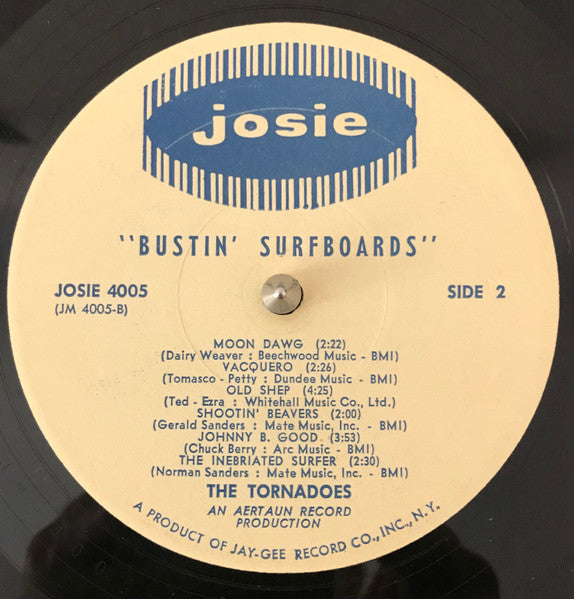 josie
"BUSTIN' SURFBOARDS"
JOSIE 4005
(JM 4005-B)
SIDE 2
MOON DAWG (2:22)
(Dairy Weaver : Beechwood Music - BMI)
VACQUERO (2:26)
(Tomasco - Petty : Dundee Music - BMI)
OLD SHEP (4:25)
(Ted - Ezra : Whitehall Music Co., Ltd.)
SHOOTIN' BEAVERS (2:00)
(Gerald Sanders : Mate Music, Inc. - BMI)
JOHNNY B. GOOD (3:53)
(Chuck Berry : Arc Music - BMI)
THE INEBRIATED SURFER (2:30)
(Norman Sanders : Mate Music, Inc. - BMI)
THE TORNADOES
AN AERTAUN RECORD
PRODUCTION
A PRODUCT OF JAY-GEE RECORD CO., INC., N.Y.